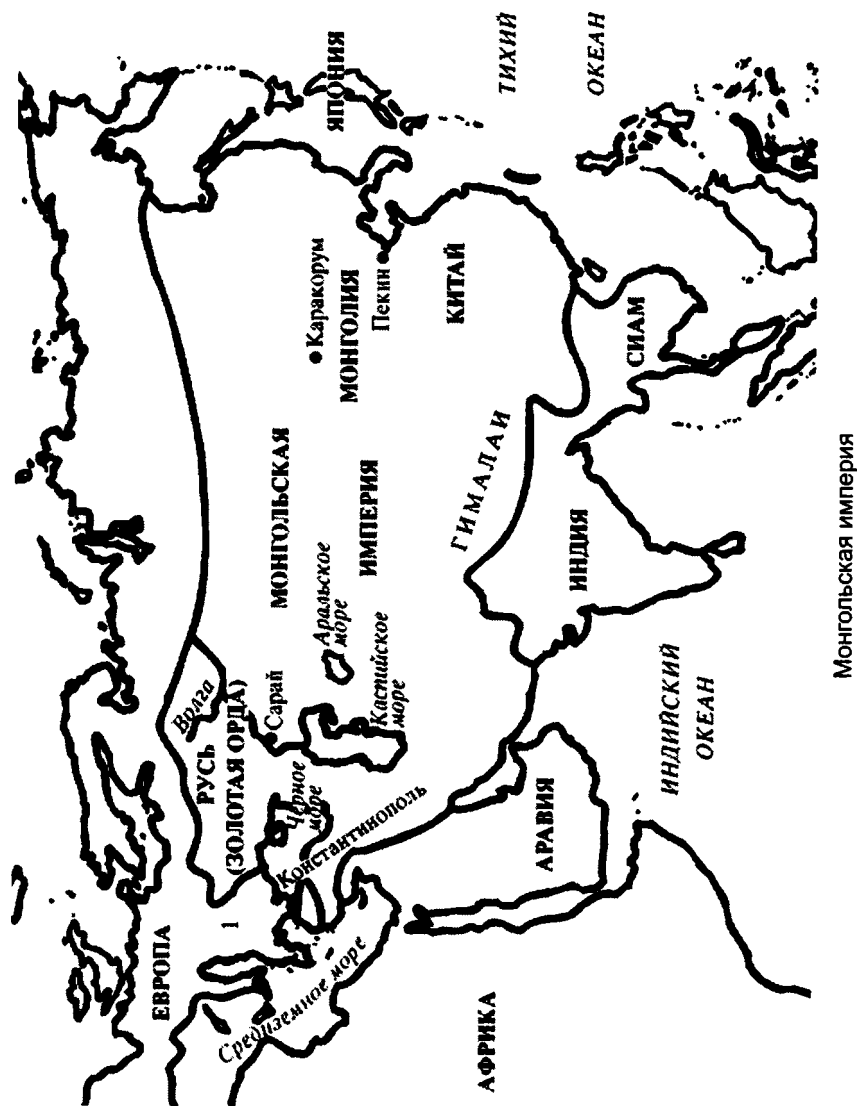 ЕВРОПА
1
РУСЬ
(ЗОЛОТАЯ ОРДА)
Волга
Сарай
Черное
море
Константинополь
Средиземное море
Каспийское
море
Аральское
море
МОНГОЛЬСКАЯ
ИМПЕРИЯ
Каракорум
МОНГОЛИЯ
Пекин
ЯПОНИЯ
КИТАЙ
ТИХИЙ
ОКЕАН
ГИМАЛАИ
СИАМ
ИНДИЯ
АРАВИЯ
АФРИКА
ИНДИЙСКИЙ
ОКЕАН
Монгольская империя